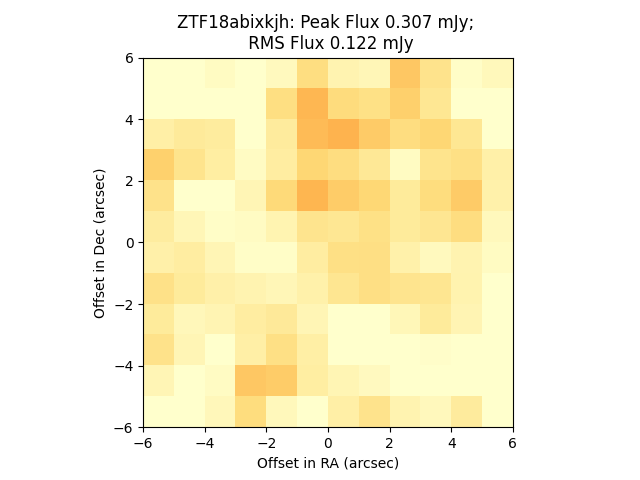 ZTF18abixkjh: Peak Flux 0.307 mJy;
RMS Flux 0.122 mJy
6
4
2
0
−2
−4
−6
Offset in Dec (arcsec)
−6 −4 −2 0 2 4 6
Offset in RA (arcsec)